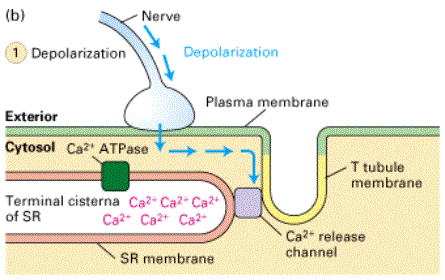 (b)
Nerve
1 Depolarization
Depolarization
Plasma membrane
Exterior
Cytosol
Ca²⁺ ATPase
T tubule
membrane
Terminal cisterna
of SR
Ca²⁺ Ca²⁺ Ca²⁺
Ca²⁺ Ca²⁺ Ca²⁺
Ca²⁺ release
channel
SR membrane